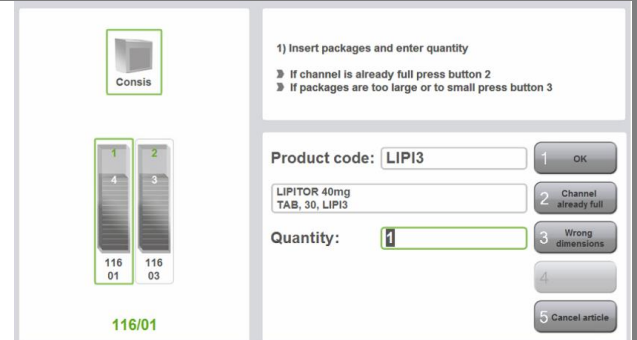 Consis
1 2
4 3
116 116
01 03
116/01
1) Insert packages and enter quantity
If channel is already full press button 2
If packages are too large or to small press button 3
Product code: LIPI3
LIPITOR 40mg
TAB, 30, LIPI3
Quantity: 1
1 OK
2 Channel
already full
3 Wrong
dimensions
4
5 Cancel article